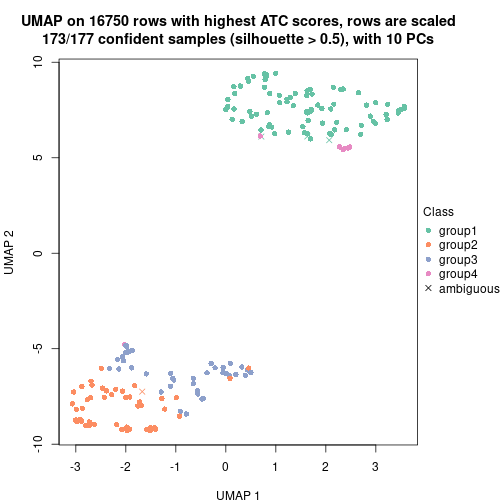 UMAP on 16750 rows with highest ATC scores, rows are scaled
173/177 confident samples (silhouette > 0.5), with 10 PCs
10
5
0
-5
-10
UMAP 2
-3
-2
-1
0
1
2
3
UMAP 1
Class
group1
group2
group3
group4
ambiguous